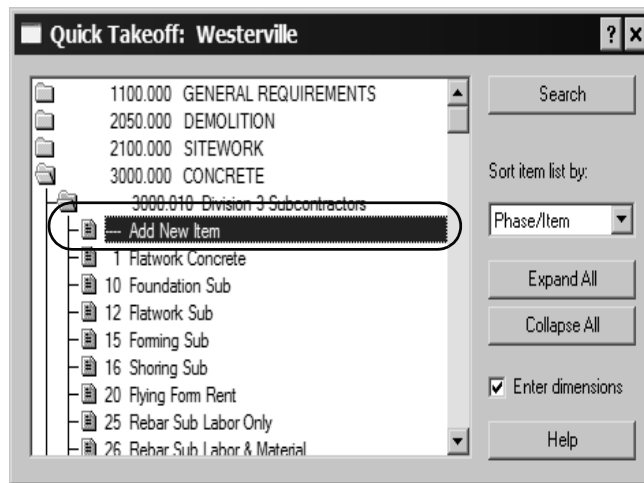 Quick Takeoff: Westerville
1100.000 GENERAL REQUIREMENTS
2050.000 DEMOLITION
2100.000 SITEWORK
3000.000 CONCRETE
3000.010 Division 3 Subcontractors
--- Add New Item
1 Flatwork Concrete
10 Foundation Sub
12 Flatwork Sub
15 Forming Sub
16 Shoring Sub
20 Flying Form Rent
25 Rebar Sub Labor Only
26 Rebar Sub Labor & Material
Search
Sort item list by:
Phase/Item
Expand All
Collapse All
Enter dimensions
Help